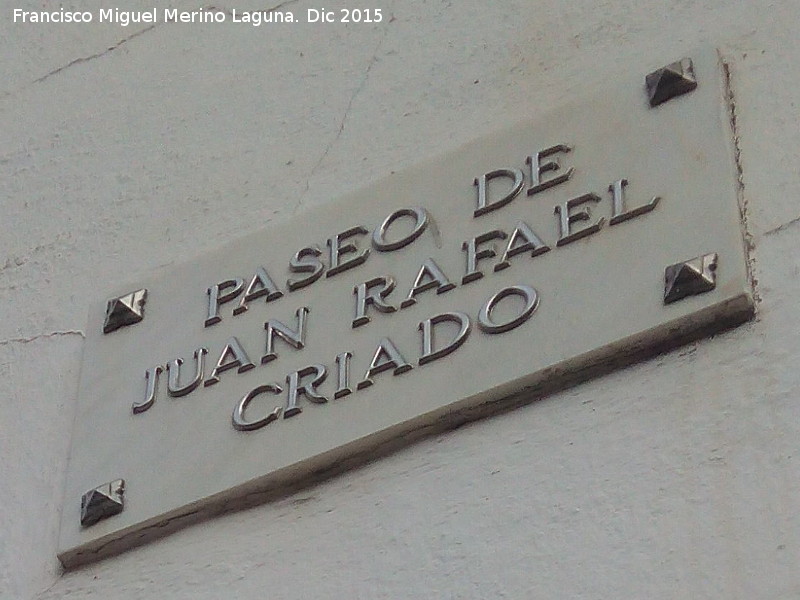 Francisco Miguel Merino Laguna. Dic 2015
PASEO DE
JUAN RAFAEL
CRIADO